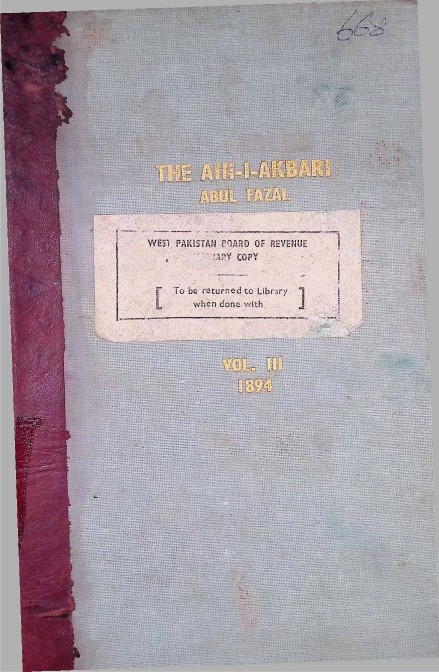 668
THE AIN-I-AKBARI
ABUL FAZAL
WEST PAKISTAN BOARD OF REVENUE
COPY
[ To be returned to Library
when done with ]
VOL. III
1894